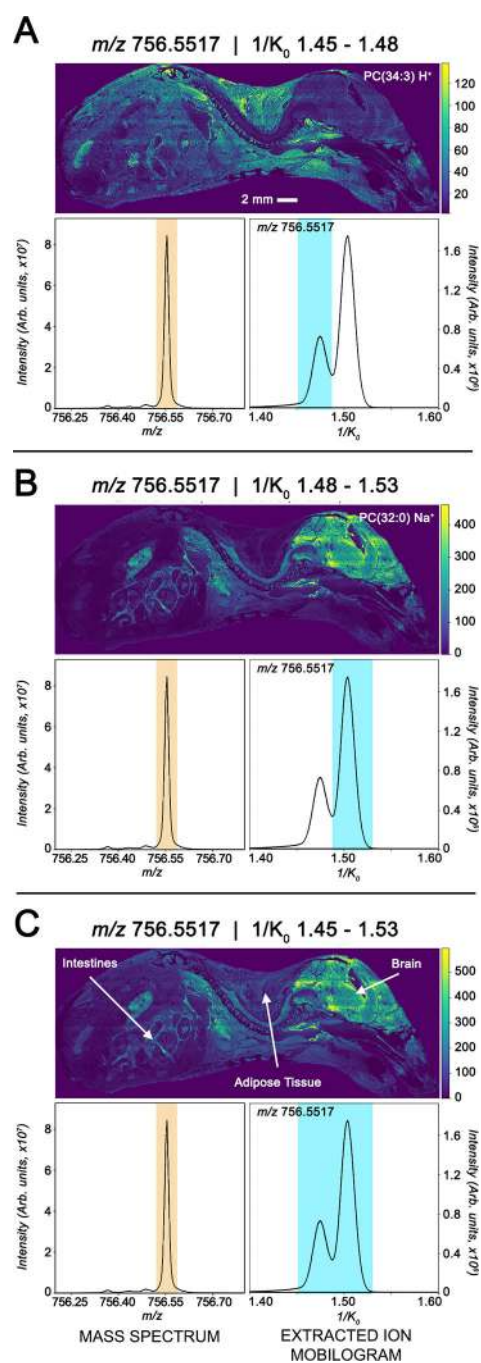 A
m/z 756.5517 | 1/K₀ 1.45 - 1.48
PC(34:3) H⁺
2 mm
120
100
80
60
40
20
Intensity (Arb. units, x10⁷)
8
6
4
2
0
756.25 756.40 756.55 756.70
m/z
m/z 756.5517
1.6
1.2
0.8
0.4
0
Intensity (Arb. units, x10⁶)
1.40 1.50 1.60
1/K₀
B
m/z 756.5517 | 1/K₀ 1.48 - 1.53
PC(32:0) Na⁺
400
300
200
100
0
Intensity (Arb. units, x10⁷)
8
6
4
2
0
756.25 756.40 756.55 756.70
m/z
m/z 756.5517
1.6
1.2
0.8
0.4
0
Intensity (Arb. units, x10⁶)
1.40 1.50 1.60
1/K₀
C
m/z 756.5517 | 1/K₀ 1.45 - 1.53
Intestines
Brain
Adipose Tissue
500
400
300
200
100
0
Intensity (Arb. units, x10⁷)
8
6
4
2
0
756.25 756.40 756.55 756.70
m/z
m/z 756.5517
1.6
1.2
0.8
0.4
0
Intensity (Arb. units, x10⁶)
1.40 1.50 1.60
1/K₀
MASS SPECTRUM
EXTRACTED ION
MOBILOGRAM